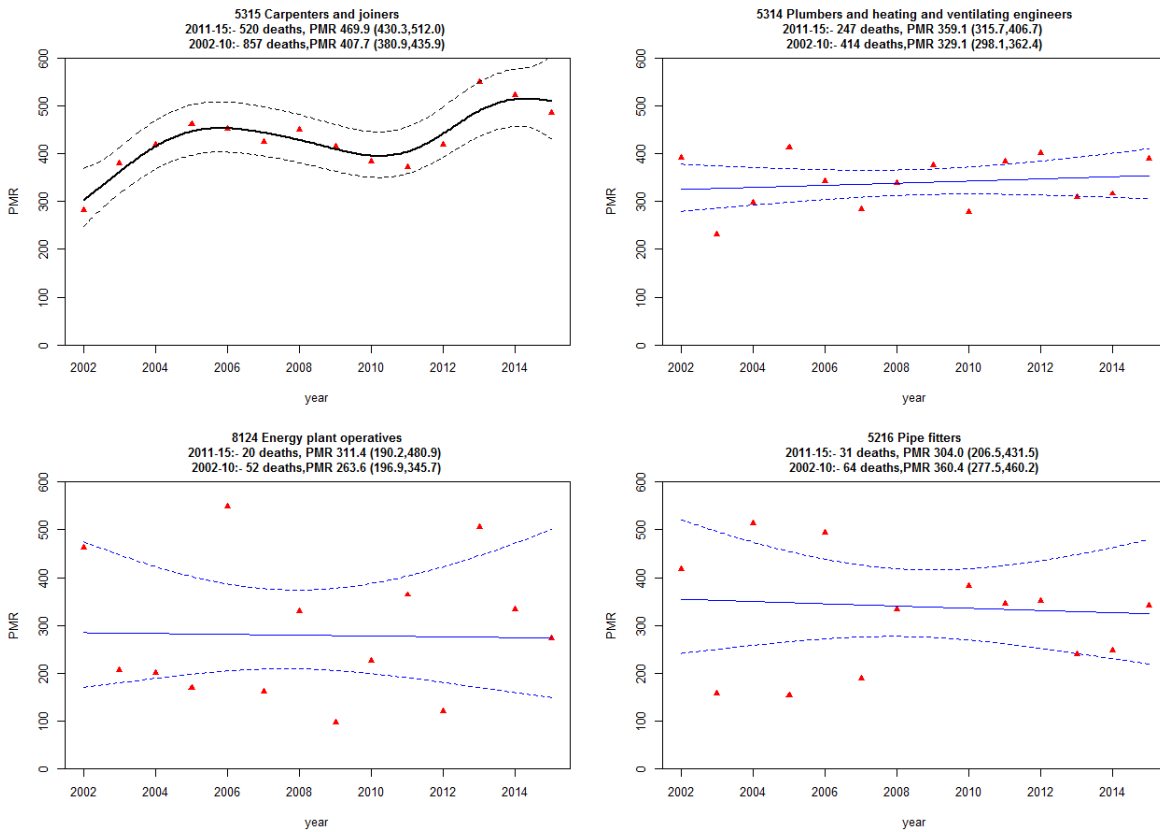 5315 Carpenters and joiners
2011-15:- 520 deaths, PMR 469.9 (430.3,512.0)
2002-10:- 857 deaths,PMR 407.7 (380.9,435.9)
600
500
400
300
200
100
0
PMR
2002 2004 2006 2008 2010 2012 2014
year
5314 Plumbers and heating and ventilating engineers
2011-15:- 247 deaths, PMR 359.1 (315.7,406.7)
2002-10:- 414 deaths,PMR 329.1 (298.1,362.4)
600
500
400
300
200
100
0
PMR
2002 2004 2006 2008 2010 2012 2014
year
8124 Energy plant operatives
2011-15:- 20 deaths, PMR 311.4 (190.2,480.9)
2002-10:- 52 deaths,PMR 263.6 (196.9,345.7)
600
500
400
300
200
100
0
PMR
2002 2004 2006 2008 2010 2012 2014
year
5216 Pipe fitters
2011-15:- 31 deaths, PMR 304.0 (206.5,431.5)
2002-10:- 64 deaths,PMR 360.4 (277.5,460.2)
600
500
400
300
200
100
0
PMR
2002 2004 2006 2008 2010 2012 2014
year